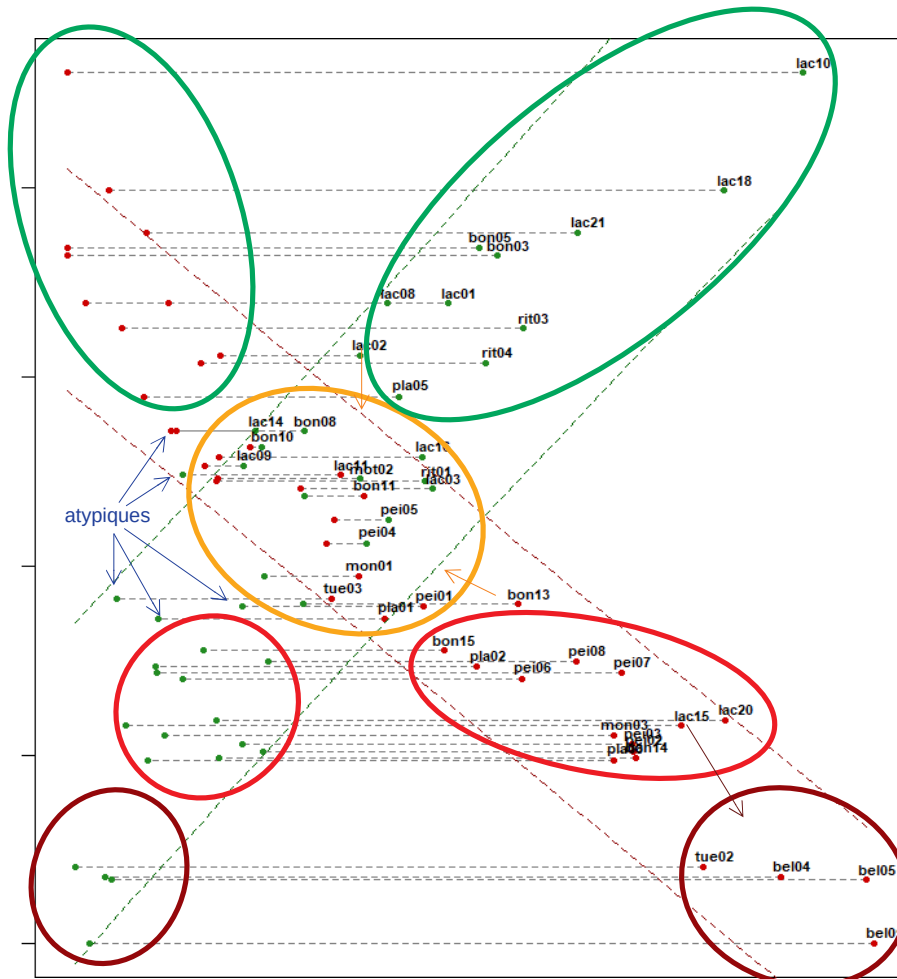 lac10
lac18
lac21
bon05
bon03
lac08
lac01
rit03
lac02
rit04
pla05
lac14
bon08
bon10
lac16
lac09
lac11
mot02
rit01
lac03
bon11
atypiques
pei05
pei04
mon01
tue03
pei01
bon13
pla01
bon15
pla02
pei08
pei06
pei07
lac15
lac20
mon03
pei03
bon14
tue02
bel04
bel05